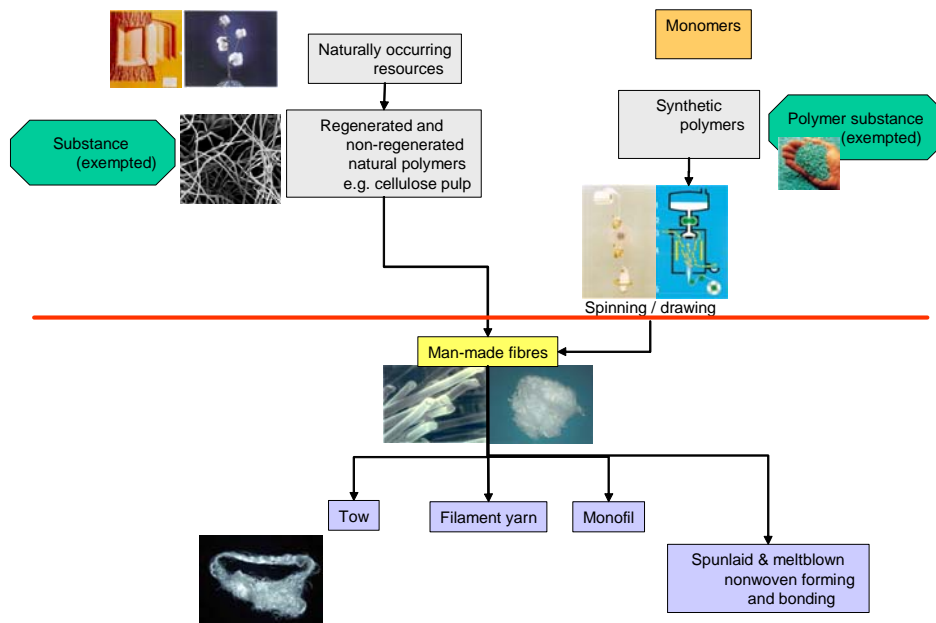 Naturally occurring
resources
Monomers
Substance
(exempted)
Regenerated and
non-regenerated
natural polymers
e.g. cellulose pulp
Synthetic
polymers
Polymer substance
(exempted)
Spinning / drawing
Man-made fibres
Tow
Filament yarn
Monofil
Spunlaid & meltblown
nonwoven forming
and bonding